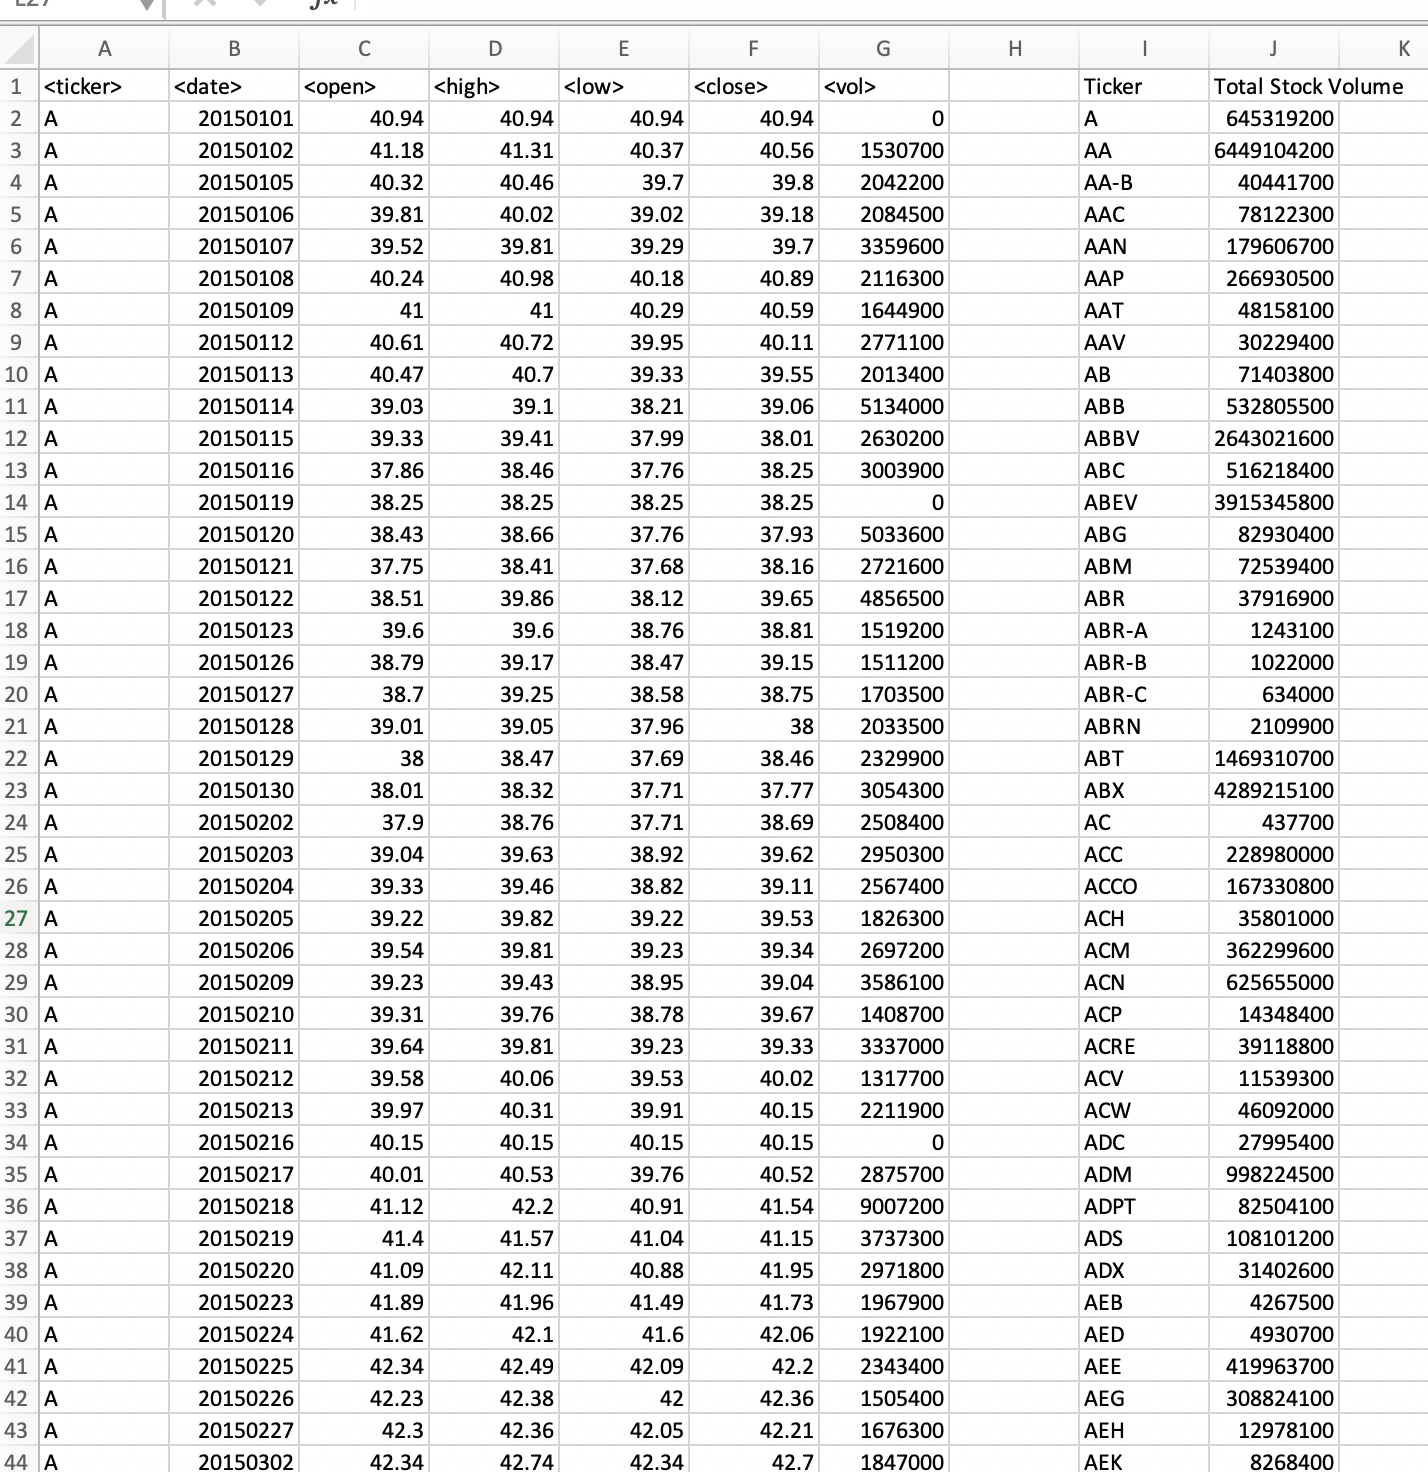 A B C D E F G H I J K
1 <ticker> <date> <open> <high> <low> <close> <vol> Ticker Total Stock Volume
2 A 20150101 40.94 40.94 40.94 40.94 0 A 645319200
3 A 20150102 41.18 41.31 40.37 40.56 1530700 AA 6449104200
4 A 20150105 40.32 40.46 39.7 39.8 2042200 AA-B 40441700
5 A 20150106 39.81 40.02 39.02 39.18 2084500 AAC 78122300
6 A 20150107 39.52 39.81 39.29 39.7 3359600 AAN 179606700
7 A 20150108 40.24 40.98 40.18 40.89 2116300 AAP 266930500
8 A 20150109 41 41 40.29 40.59 1644900 AAT 48158100
9 A 20150112 40.61 40.72 39.95 40.11 2771100 AAV 30229400
10 A 20150113 40.47 40.7 39.33 39.55 2013400 AB 71403800
11 A 20150114 39.03 39.1 38.21 39.06 5134000 ABB 532805500
12 A 20150115 39.33 39.41 37.99 38.01 2630200 ABBV 2643021600
13 A 20150116 37.86 38.46 37.76 38.25 3003900 ABC 516218400
14 A 20150119 38.25 38.25 38.25 38.25 0 ABEV 3915345800
15 A 20150120 38.43 38.66 37.76 37.93 5033600 ABG 82930400
16 A 20150121 37.75 38.41 37.68 38.16 2721600 ABM 72539400
17 A 20150122 38.51 39.86 38.12 39.65 4856500 ABR 37916900
18 A 20150123 39.6 39.6 38.76 38.81 1519200 ABR-A 1243100
19 A 20150126 38.79 39.17 38.47 39.15 1511200 ABR-B 1022000
20 A 20150127 38.7 39.25 38.58 38.75 1703500 ABR-C 634000
21 A 20150128 39.01 39.05 37.96 38 2033500 ABRN 2109900
22 A 20150129 38 38.47 37.69 38.46 2329900 ABT 1469310700
23 A 20150130 38.01 38.32 37.71 37.77 3054300 ABX 4289215100
24 A 20150202 37.9 38.76 37.71 38.69 2508400 AC 437700
25 A 20150203 39.04 39.63 38.92 39.62 2950300 ACC 228980000
26 A 20150204 39.33 39.46 38.82 39.11 2567400 ACCO 167330800
27 A 20150205 39.22 39.82 39.22 39.53 1826300 ACH 35801000
28 A 20150206 39.54 39.81 39.23 39.34 2697200 ACM 362299600
29 A 20150209 39.23 39.43 38.95 39.04 3586100 ACN 625655000
30 A 20150210 39.31 39.76 38.78 39.67 1408700 ACP 14348400
31 A 20150211 39.64 39.81 39.23 39.33 3337000 ACRE 39118800
32 A 20150212 39.58 40.06 39.53 40.02 1317700 ACV 11539300
33 A 20150213 39.97 40.31 39.91 40.15 2211900 ACW 46092000
34 A 20150216 40.15 40.15 40.15 40.15 0 ADC 27995400
35 A 20150217 40.01 40.53 39.76 40.52 2875700 ADM 998224500
36 A 20150218 41.12 42.2 40.91 41.54 9007200 ADPT 82504100
37 A 20150219 41.4 41.57 41.04 41.15 3737300 ADS 108101200
38 A 20150220 41.09 42.11 40.88 41.95 2971800 ADX 31402600
39 A 20150223 41.89 41.96 41.49 41.73 1967900 AEB 4267500
40 A 20150224 41.62 42.1 41.6 42.06 1922100 AED 4930700
41 A 20150225 42.34 42.49 42.09 42.2 2343400 AEE 419963700
42 A 20150226 42.23 42.38 42 42.36 1505400 AEG 308824100
43 A 20150227 42.3 42.36 42.05 42.21 1676300 AEH 12978100
44 A 20150302 42.34 42.74 42.34 42.7 1847000 AEK 8268400